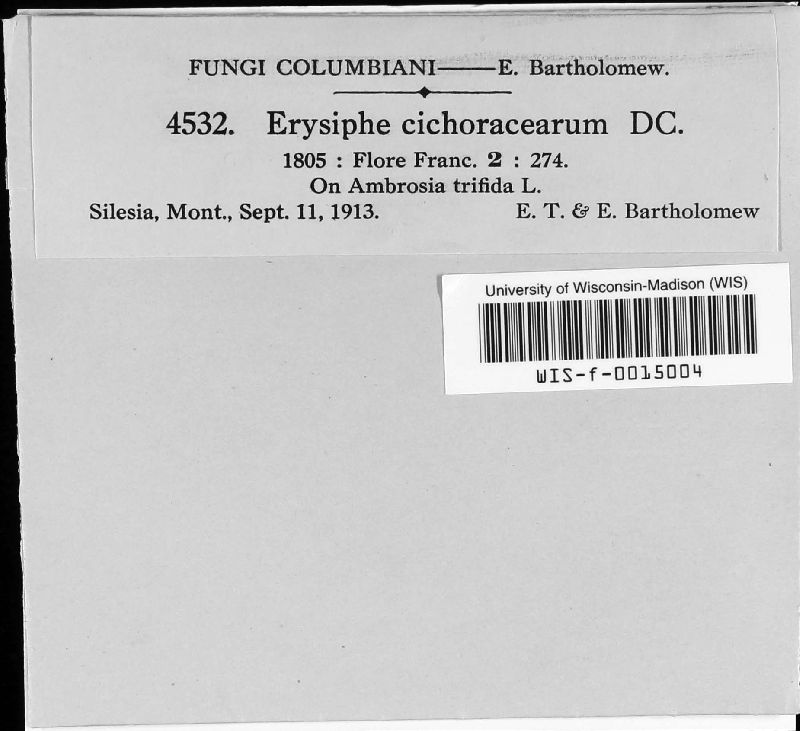 FUNGI COLUMBIANI——E. Bartholomew.
4532. Erysiphe cichoracearum DC.
1805 : Flore Franc. 2 : 274.
On Ambrosia trifida L.
Silesia, Mont., Sept. 11, 1913. E. T. & E. Bartholomew
University of Wisconsin-Madison (WIS)
WIS-f-0015004